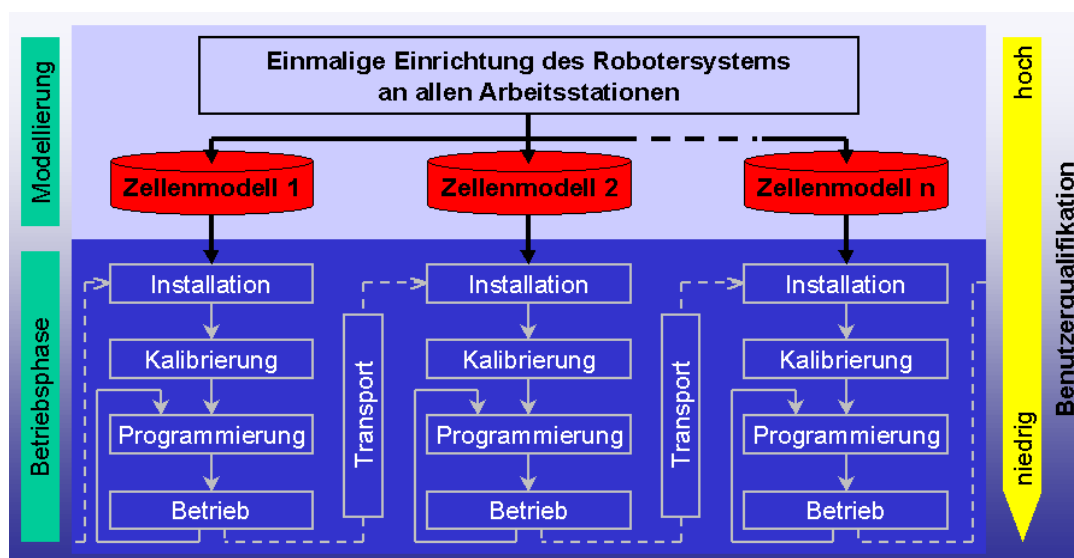 Modellierung
Einmalige Einrichtung des Robotersystems
an allen Arbeitsstationen
hoch
Zellenmodell 1
Zellenmodell 2
Zellenmodell n
Benutzerqualifikation
Betriebsphase
Installation
Installation
Installation
Kalibrierung
Kalibrierung
Kalibrierung
Transport
Transport
Programmierung
Programmierung
Programmierung
niedrig
Betrieb
Betrieb
Betrieb